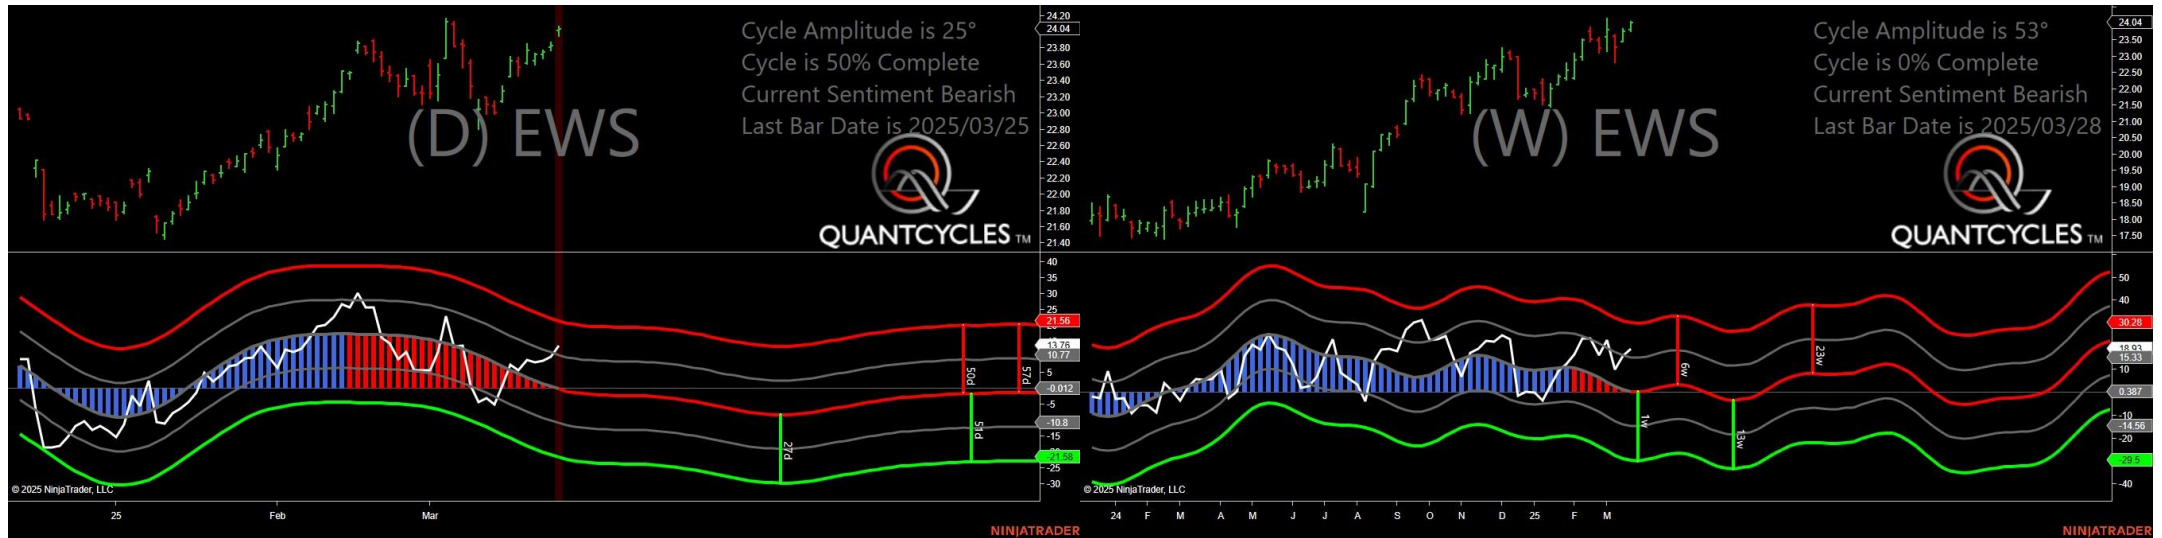 Cycle Amplitude is 25°
Cycle is 50% Complete
Current Sentiment Bearish
Last Bar Date is 2025/03/25
(D) EWS
QUANTCYCLES TM
24.20
24.04
23.80
23.60
23.40
23.20
23.00
22.80
22.60
22.40
22.20
22.00
21.80
21.60
21.40
40
35
30
25
21.56
13.76
10.77
5
-0.012
-5
-10.8
-15
-21.58
-25
-30
50d
57d
27d
51d
© 2025 NinjaTrader, LLC
25
Feb
Mar
NINJATRADER
Cycle Amplitude is 53°
Cycle is 0% Complete
Current Sentiment Bearish
Last Bar Date is 2025/03/28
(W) EWS
QUANTCYCLES TM
24.04
23.50
23.00
22.50
22.00
21.50
21.00
20.50
20.00
19.50
19.00
18.50
18.00
17.50
50
40
30.28
18.93
15.33
10
0.387
-10
-14.56
-20
-29.5
-40
6w
23w
1w
13w
© 2025 NinjaTrader, LLC
24 F M A M J J A S O N D 25 F M
NINJATRADER